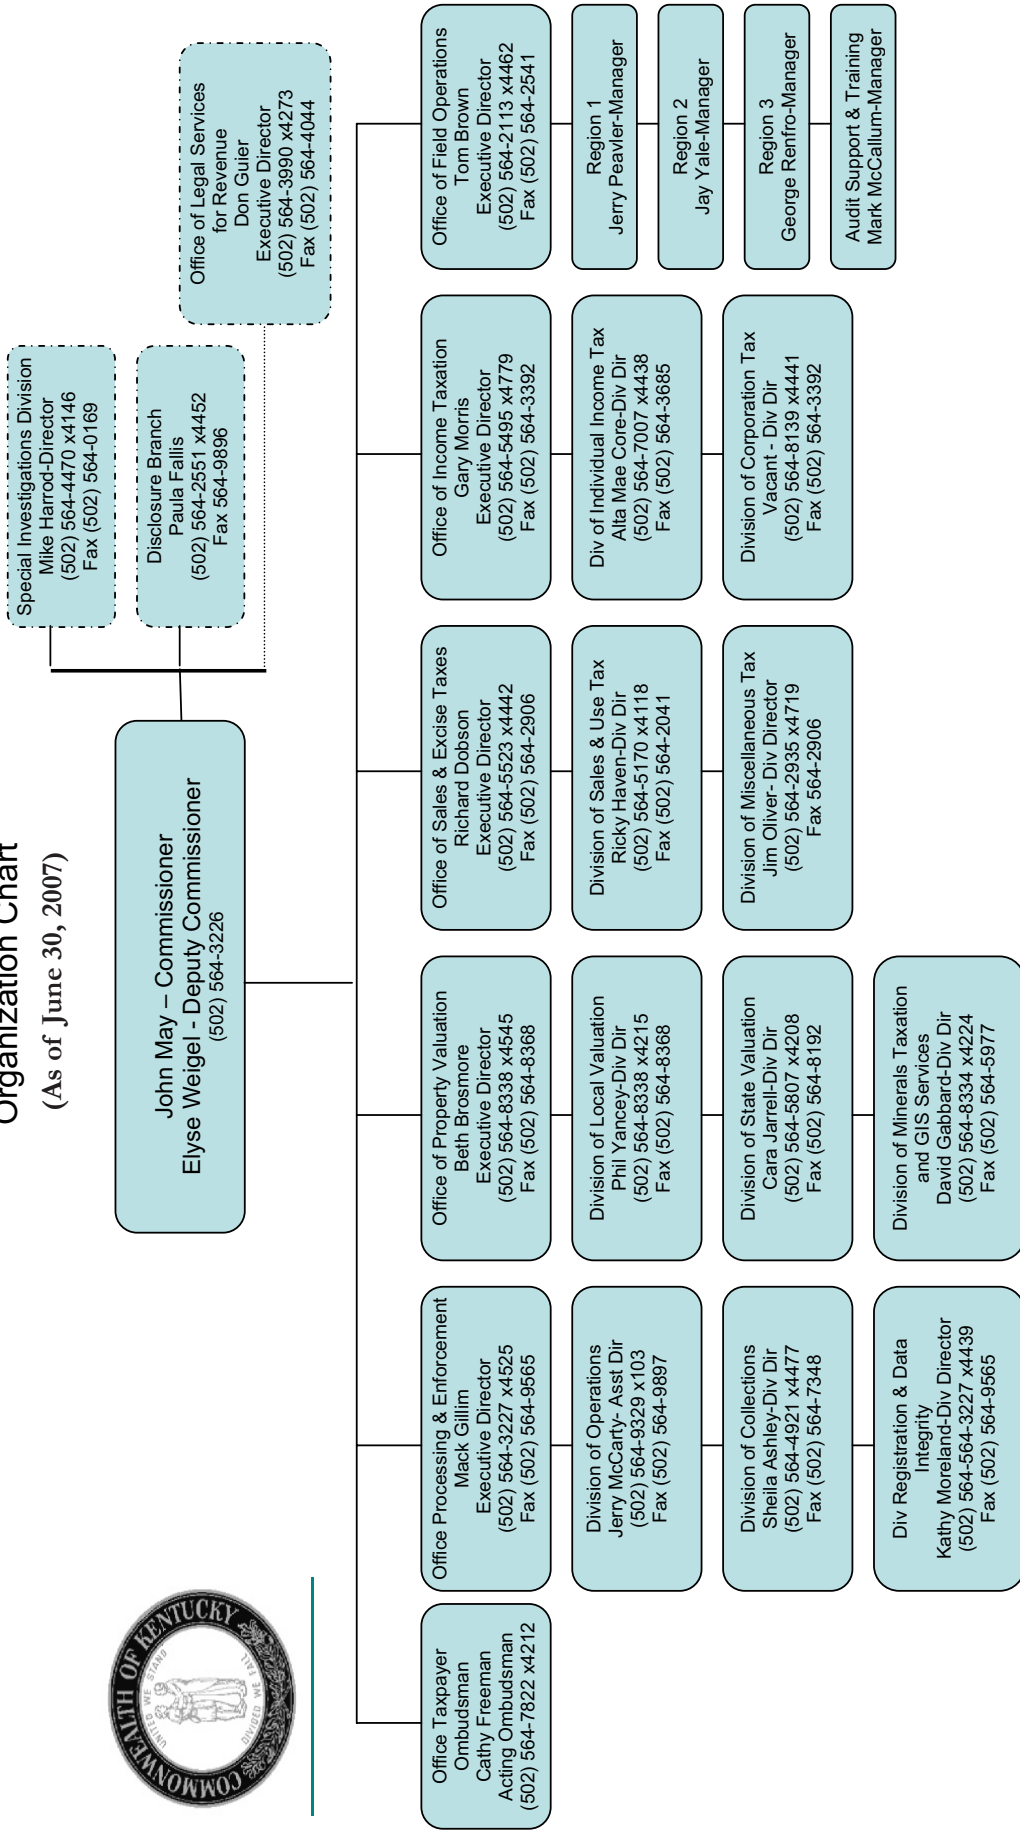 Organization Chart
(As of June 30, 2007)
COMMONWEALTH OF KENTUCKY
UNITED WE STAND
DIVIDED WE FALL
John May – Commissioner
Elyse Weigel - Deputy Commissioner
(502) 564-3226
Special Investigations Division
Mike Harrod-Director
(502) 564-4470 x4146
Fax (502) 564-0169
Disclosure Branch
Paula Fallis
(502) 564-2551 x4452
Fax 564-9896
Office of Legal Services
for Revenue
Don Guier
Executive Director
(502) 564-3990 x4273
Fax (502) 564-4044
Office Taxpayer
Ombudsman
Cathy Freeman
Acting Ombudsman
(502) 564-7822 x4212
Office Processing & Enforcement
Mack Gillim
Executive Director
(502) 564-3227 x4525
Fax (502) 564-9565
Division of Operations
Jerry McCarty- Asst Dir
(502) 564-9329 x103
Fax (502) 564-9897
Division of Collections
Sheila Ashley-Div Dir
(502) 564-4921 x4477
Fax (502) 564-7348
Div Registration & Data
Integrity
Kathy Moreland-Div Director
(502) 564-564-3227 x4439
Fax (502) 564-9565
Office of Property Valuation
Beth Brosmore
Executive Director
(502) 564-8338 x4545
Fax (502) 564-8368
Division of Local Valuation
Phil Yancey-Div Dir
(502) 564-8338 x4215
Fax (502) 564-8368
Division of State Valuation
Cara Jarrell-Div Dir
(502) 564-5807 x4208
Fax (502) 564-8192
Division of Minerals Taxation
and GIS Services
David Gabbard-Div Dir
(502) 564-8334 x4224
Fax (502) 564-5977
Office of Sales & Excise Taxes
Richard Dobson
Executive Director
(502) 564-5523 x4442
Fax (502) 564-2906
Division of Sales & Use Tax
Ricky Haven-Div Dir
(502) 564-5170 x4118
Fax (502) 564-2041
Division of Miscellaneous Tax
Jim Oliver- Div Director
(502) 564-2935 x4719
Fax 564-2906
Office of Income Taxation
Gary Morris
Executive Director
(502) 564-5495 x4779
Fax (502) 564-3392
Div of Individual Income Tax
Alta Mae Core-Div Dir
(502) 564-7007 x4438
Fax (502) 564-3685
Division of Corporation Tax
Vacant - Div Dir
(502) 564-8139 x4441
Fax (502) 564-3392
Office of Field Operations
Tom Brown
Executive Director
(502) 564-2113 x4462
Fax (502) 564-2541
Region 1
Jerry Peavler-Manager
Region 2
Jay Yale-Manager
Region 3
George Renfro-Manager
Audit Support & Training
Mark McCallum-Manager